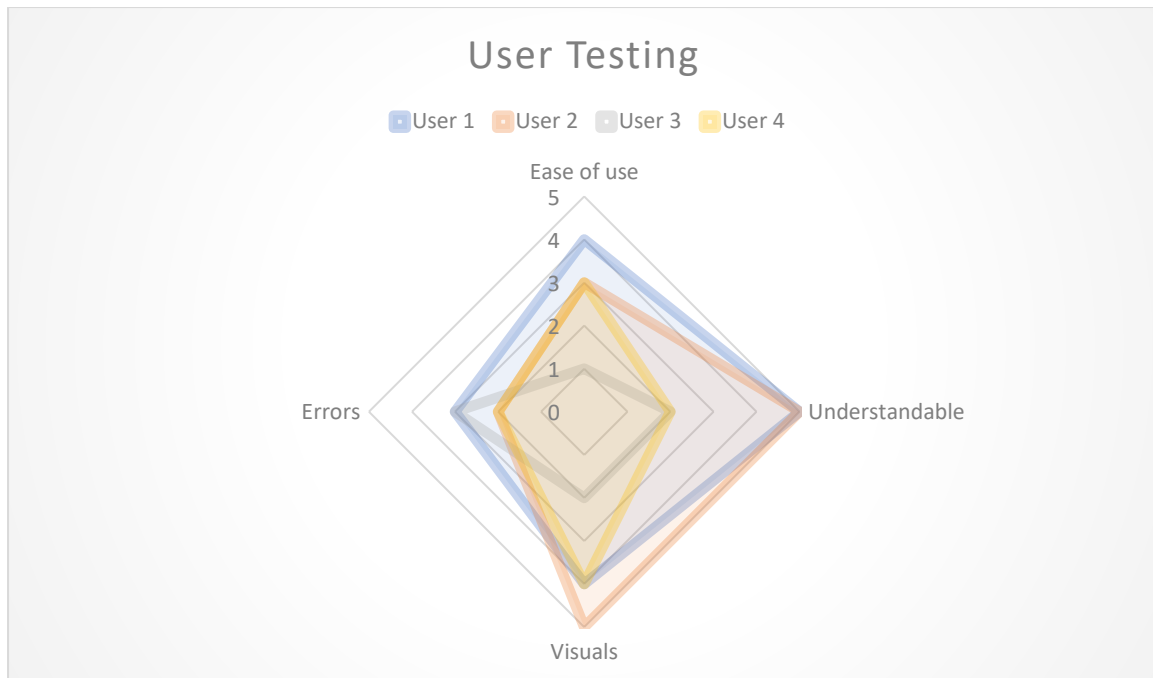 User Testing
User 1 User 2 User 3 User 4
Ease of use
5
4
3
2
1
0
Errors
Understandable
Visuals